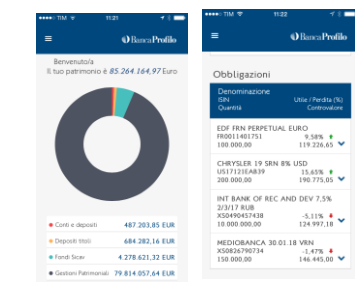 TIM 11:21
BancaProfilo
Benvenuto/a
Il tuo patrimonio è 85.264.164,97 Euro
Conti e depositi 487.203,85 EUR
Depositi titoli 684.282,16 EUR
Fondi Sicav 4.278.621,32 EUR
Gestioni Patrimoniali 79.814.057,64 EUR
TIM 11:22
BancaProfilo
Obbligazioni
Denominazione
ISIN Utile / Perdita (%)
Quantità Controvalore
EDF FRN PERPETUAL EURO
FR0011401751 9,58%
100.000,00 119.226,65
CHRYSLER 19 SRN 8% USD
US17121EAB39 15,65%
200.000,00 190.775,05
INT BANK OF REC AND DEV 7,5%
2/3/17 RUB
XS0490457438 -5,11%
10.000.000,00 124.997,18
MEDIOBANCA 30.01.18 VRN
XS0826790734 -1,47%
150.000,00 146.445,00